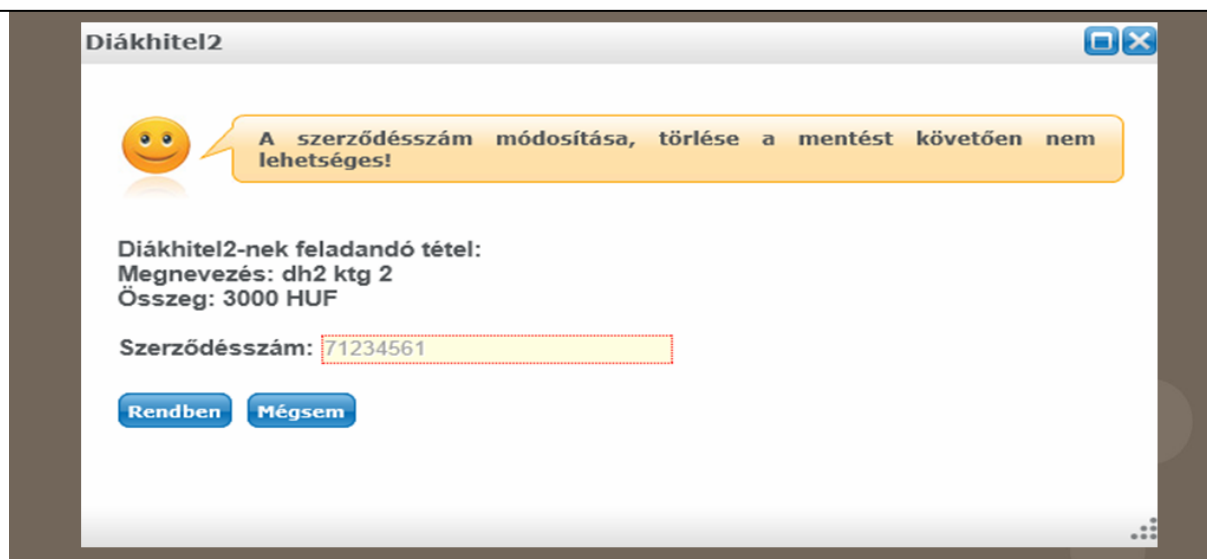 Diákhitel2
A szerződésszám módosítása, törlése a mentést követően nem
lehetséges!
Diákhitel2-nek feladandó tétel:
Megnevezés: dh2 ktg 2
Összeg: 3000 HUF
Szerződésszám: 71234561
Rendben Mégsem